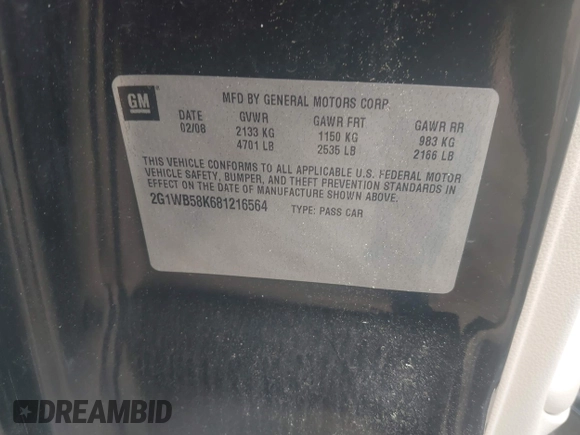 GM
MFD BY GENERAL MOTORS CORP
DATE GVWR GAWR FRT GAWR RR
02/08 2133 KG 1150 KG 983 KG
4701 LB 2535 LB 2166 LB
THIS VEHICLE CONFORMS TO ALL APPLICABLE U.S. FEDERAL MOTOR
VEHICLE SAFETY, BUMPER, AND THEFT PREVENTION STANDARDS IN
EFFECT ON THE DATE OF MANUFACTURE SHOWN ABOVE.
2G1WB58K681216564 TYPE: PASS CAR
DREAMBID